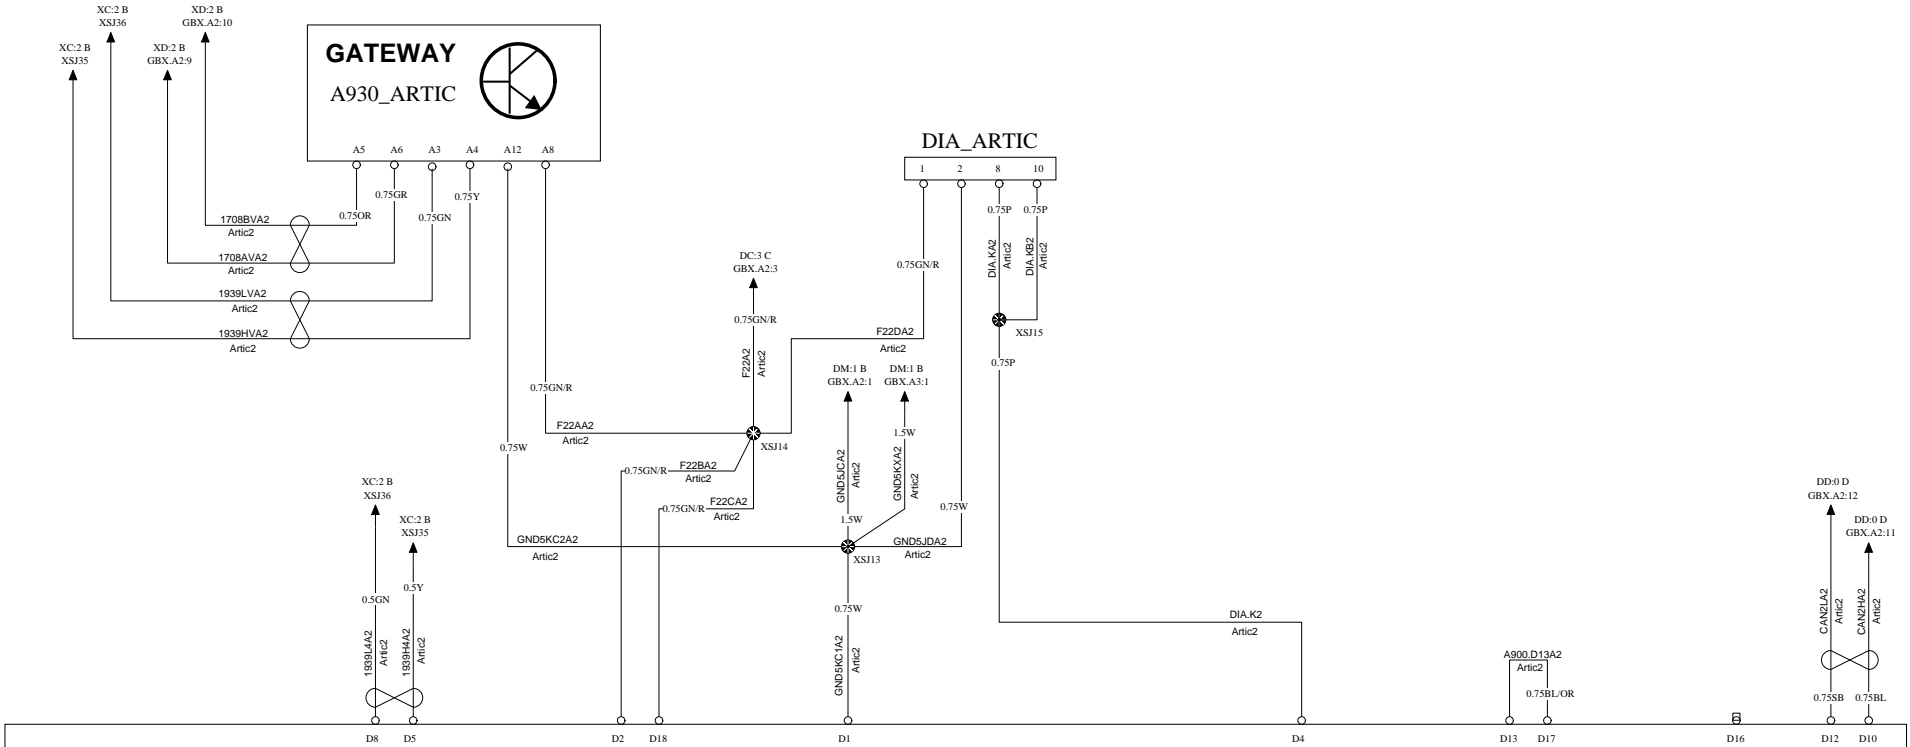 XC:2 B
XSJ36
XD:2 B
GBX.A2:10
XC:2 B
XSJ35
XD:2 B
GBX.A2:9
GATEWAY
A930_ARTIC
A5 A6 A3 A4 A12 A8
0.75OR
0.75GR
0.75GN
0.75Y
1708BVA2
Artic2
1708AVA2
Artic2
1939LVA2
Artic2
1939HVA2
Artic2
DIA_ARTIC
1 2 8 10
0.75P
0.75P
DIA.KA2
Artic2
DIA.KB2
Artic2
XSJ15
0.75P
0.75GN/R
DC:3 C
GBX.A2:3
0.75GN/R
F22A2
Artic2
F22DA2
Artic2
0.75GN/R
F22AA2
Artic2
XSJ14
0.75W
0.75GN/R
F22BA2
Artic2
0.75GN/R
F22CA2
Artic2
DM:1 B
GBX.A2:1
DM:1 B
GBX.A3:1
1.5W
GND5JCA2
Artic2
GND5KXA2
Artic2
1.5W
0.75W
GND5KC2A2
Artic2
GND5JDA2
Artic2
XSJ13
0.75W
GND5KC1A2
Artic2
XC:2 B
XSJ36
XC:2 B
XSJ35
0.5GN
0.5Y
1939L4A2
Artic2
1939H4A2
Artic2
DIA.K2
Artic2
A900.D13A2
Artic2
0.75BL/OR
DD:0 D
GBX.A2:12
DD:0 D
GBX.A2:11
CAN2LA2
Artic2
CAN2HA2
Artic2
0.75SB
0.75BL
D8 D5 D2 D18 D1 D4 D13 D17 D16 D12 D10